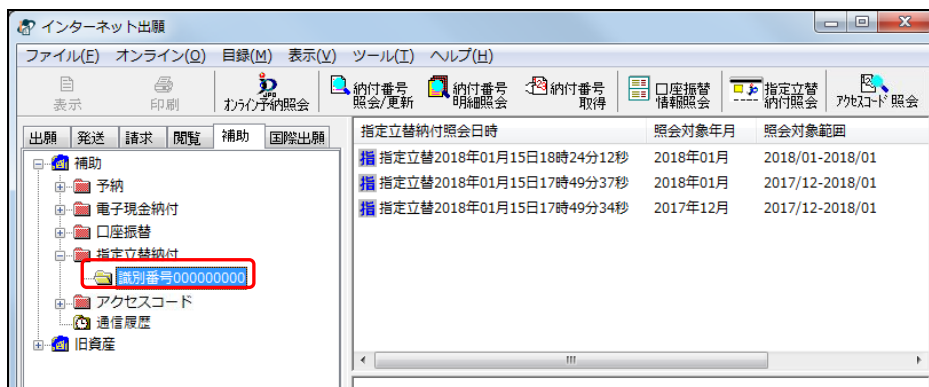 インターネット出願
ファイル(F) オンライン(O) 目録(M) 表示(V) ツール(T) ヘルプ(H)
表示
印刷
オンライン予納照会
納付番号照会/更新
納付番号明細照会
納付番号取得
口座振替情報照会
指定立替納付照会
アクセスコード照会
出願 発送 請求 閲覧 補助 国際出願
補助
予納
電子現金納付
口座振替
指定立替納付
識別番号000000000
アクセスコード
通信履歴
旧資産
指定立替納付照会日時 照会対象年月 照会対象範囲
指 指定立替2018年01月15日18時24分12秒 2018年01月 2018/01-2018/01
指 指定立替2018年01月15日17時49分37秒 2018年01月 2017/12-2018/01
指 指定立替2018年01月15日17時49分34秒 2017年12月 2017/12-2018/01